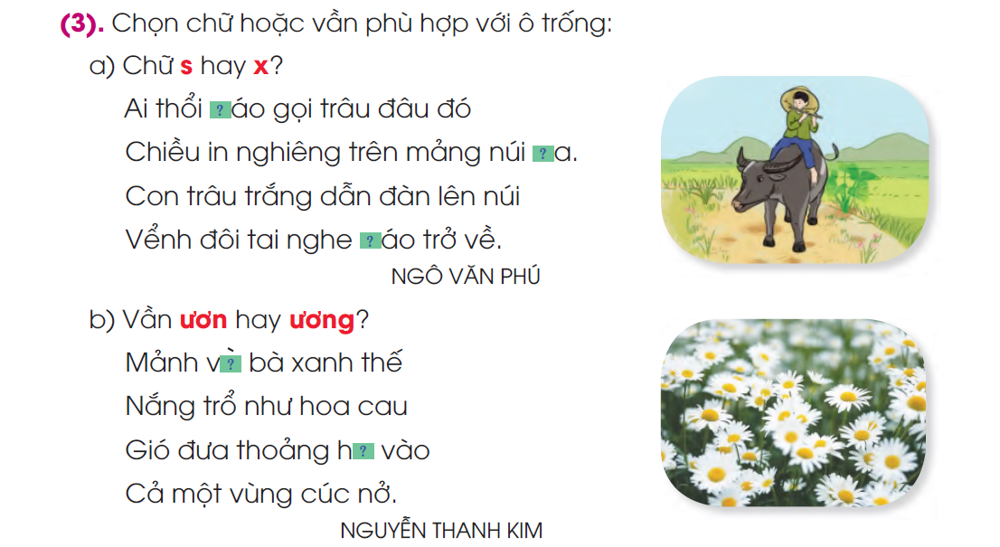 (3). Chọn chữ hoặc vần phù hợp với ô trống:
a) Chữ s hay x?
Ai thổi ?áo gọi trâu đâu đó
Chiều in nghiêng trên mảng núi ?a.
Con trâu trắng dẫn đàn lên núi
Vểnh đôi tai nghe ?áo trở về.
NGÔ VĂN PHÚ
b) Vần ươn hay ương?
Mảnh v?̀ bà xanh thế
Nắng trổ như hoa cau
Gió đưa thoảng h? vào
Cả một vùng cúc nở.
NGUYỄN THANH KIM